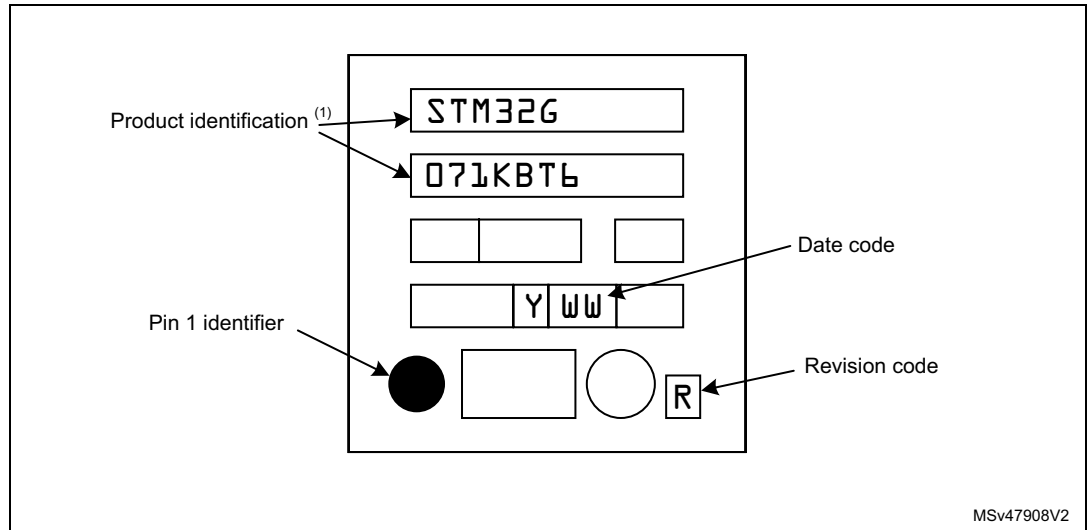 STM32G
Product identification (1)
071KBT6
Date code
Y WW
Pin 1 identifier
Revision code
R
MSv47908V2